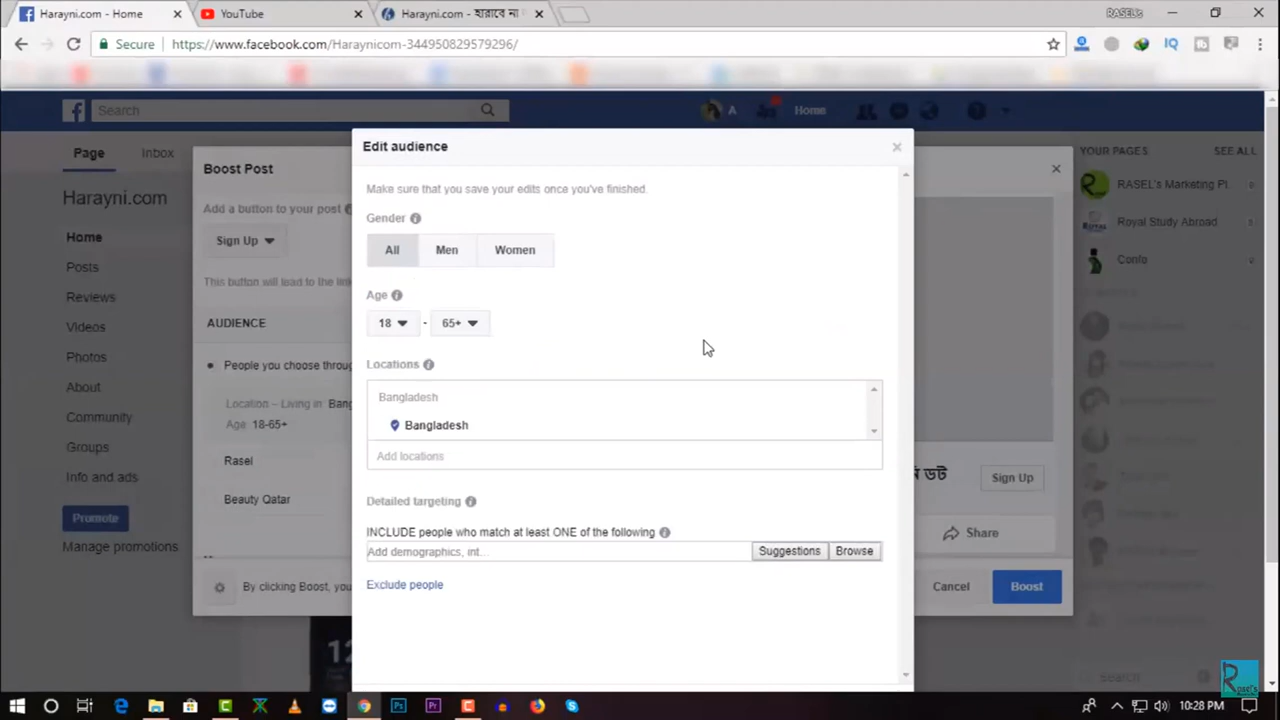 Harayni.com - Home
YouTube
Harayni.com - হারাবে না
RASEL's
Secure
https://www.facebook.com/Haraynicom-344950829579296/
Search
A
Home
Page
Inbox
Harayni.com
Home
Posts
Reviews
Videos
Photos
About
Community
Groups
Info and ads
Promote
Manage promotions
Boost Post
Add a button to your post
Sign Up
This button will lead to the lin
AUDIENCE
People you choose throu
Location – Living in Bang
Age: 18-65+
Rasel
Beauty Qatar
By clicking Boost, you
Edit audience
Make sure that you save your edits once you've finished.
Gender
All
Men
Women
Age
18 - 65+
Locations
Bangladesh
Bangladesh
Add locations
Detailed targeting
INCLUDE people who match at least ONE of the following
Add demographics, int...
Suggestions
Browse
Exclude people
ডট
Sign Up
Share
Cancel
Boost
YOUR PAGES
SEE ALL
RASEL's Marketing Pl.
Royal Study Abroad
Search
12
Rasel's
10:28 PM